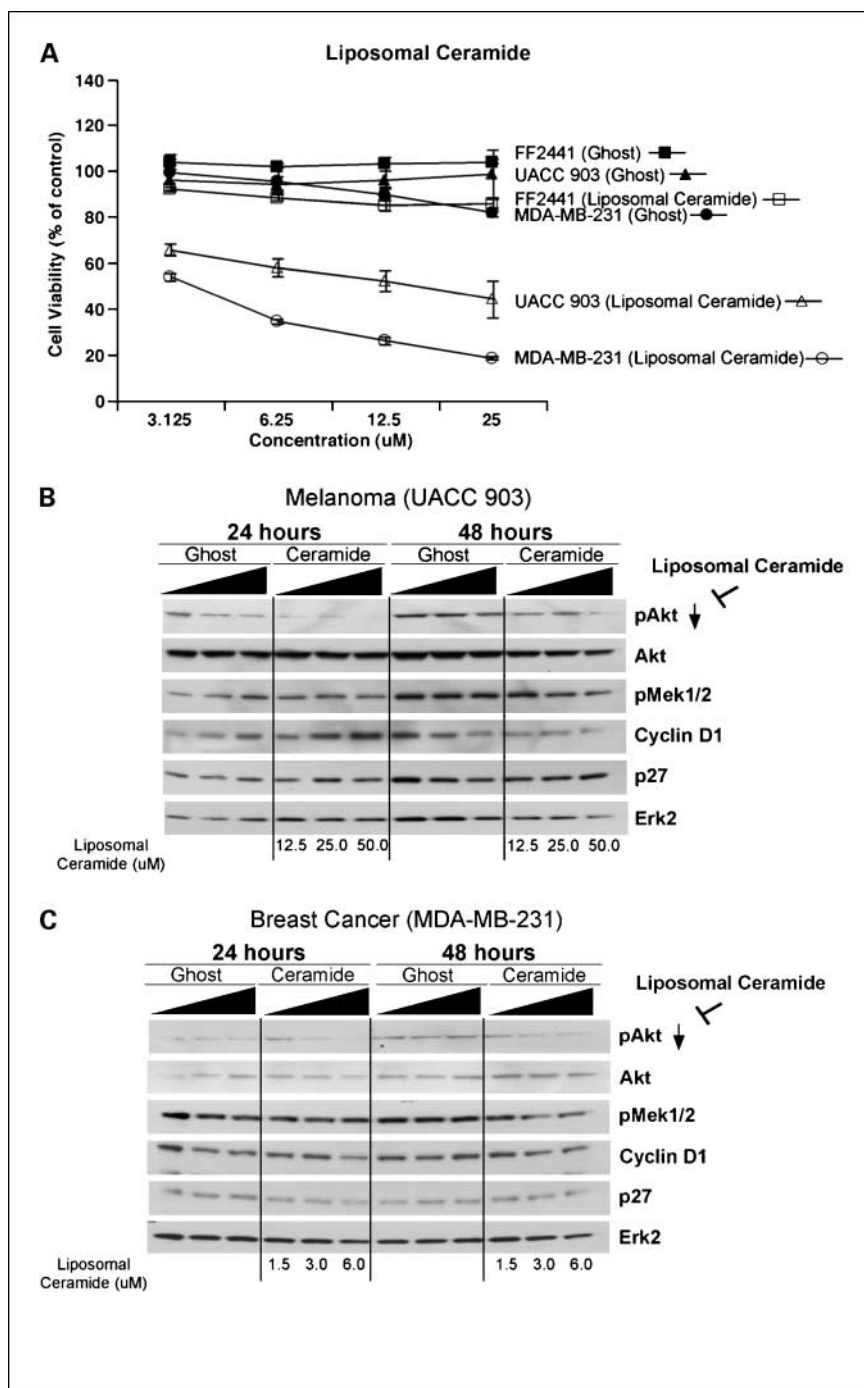 A
Liposomal Ceramide
140
120
100
80
60
40
20
0
Cell Viability (% of control)
3.125
6.25
12.5
25
Concentration (uM)
FF2441 (Ghost)
UACC 903 (Ghost)
FF2441 (Liposomal Ceramide)
MDA-MB-231 (Ghost)
UACC 903 (Liposomal Ceramide)
MDA-MB-231 (Liposomal Ceramide)
B
Melanoma (UACC 903)
24 hours
48 hours
Ghost
Ceramide
Ghost
Ceramide
Liposomal Ceramide
pAkt
Akt
pMek1/2
Cyclin D1
p27
Erk2
Liposomal
Ceramide (uM)
12.5 25.0 50.0
12.5 25.0 50.0
C
Breast Cancer (MDA-MB-231)
24 hours
48 hours
Ghost
Ceramide
Ghost
Ceramide
Liposomal Ceramide
pAkt
Akt
pMek1/2
Cyclin D1
p27
Erk2
Liposomal
Ceramide (uM)
1.5 3.0 6.0
1.5 3.0 6.0